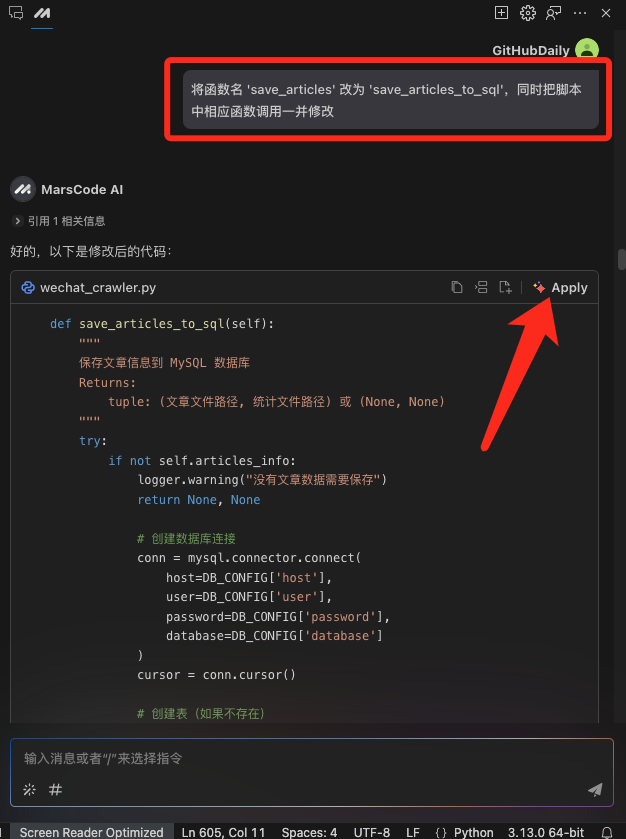 GitHubDaily
将函数名 'save_articles' 改为 'save_articles_to_sql'，同时把脚本
中相应函数调用一并修改
MarsCode AI
引用 1 相关信息
好的，以下是修改后的代码：
wechat_crawler.py
Apply
def save_articles_to_sql(self):
"""
保存文章信息到 MySQL 数据库
Returns:
tuple: (文章文件路径, 统计文件路径) 或 (None, None)
"""
try:
if not self.articles_info:
logger.warning("没有文章数据需要保存")
return None, None
# 创建数据库连接
conn = mysql.connector.connect(
host=DB_CONFIG['host'],
user=DB_CONFIG['user'],
password=DB_CONFIG['password'],
database=DB_CONFIG['database']
)
cursor = conn.cursor()
# 创建表（如果不存在）
输入消息或者“/”来选择指令
Screen Reader Optimized Ln 605, Col 11 Spaces: 4 UTF-8 LF {} Python 3.13.0 64-bit